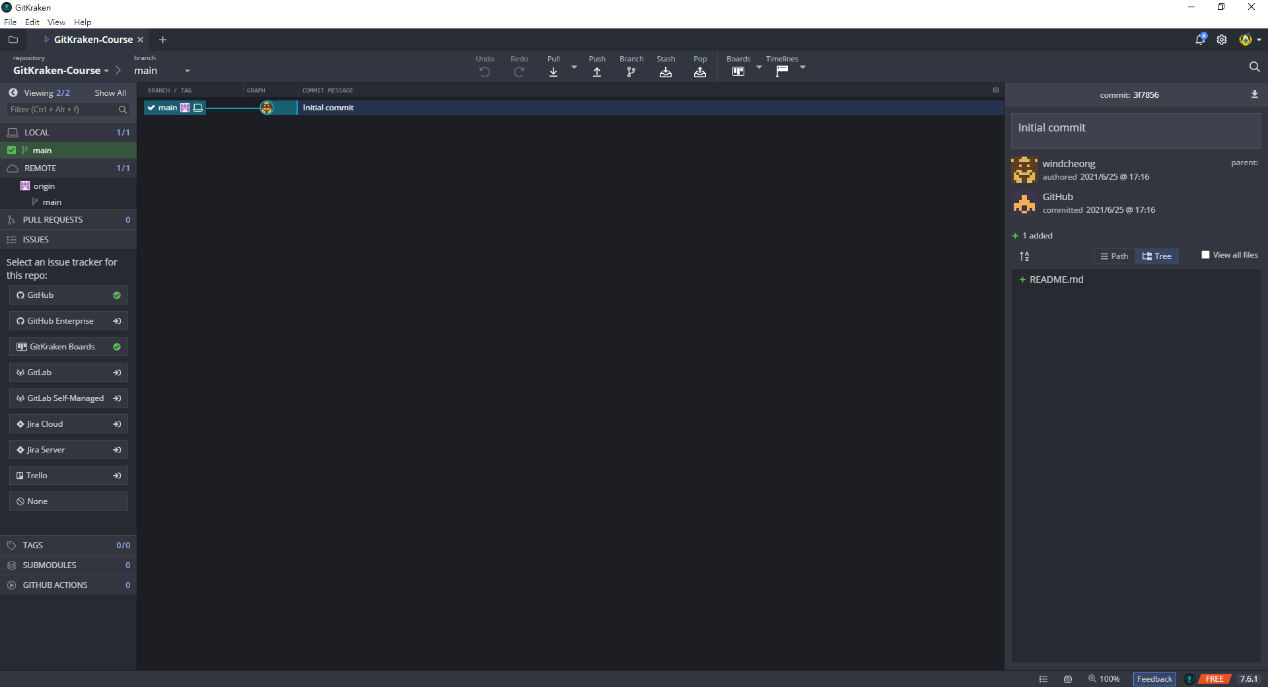 GitKraken
File Edit View Help
GitKraken-Course
repository
GitKraken-Course
branch
main
Undo Redo Pull Push Branch Stash Pop Boards Timelines
Viewing 2/2 Show All
Filter (Ctrl + Alt + f)
LOCAL 1/1
main
REMOTE 1/1
origin
main
PULL REQUESTS 0
ISSUES
Select an issue tracker for
this repo:
GitHub
GitHub Enterprise
GitKraken Boards
GitLab
GitLab Self-Managed
Jira Cloud
Jira Server
Trello
None
TAGS 0/0
SUBMODULES 0
GITHUB ACTIONS 0
BRANCH / TAG GRAPH COMMIT MESSAGE
main Initial commit
commit: 3f7856
Initial commit
windcheong parent:
authored 2021/6/25 @ 17:16
GitHub
committed 2021/6/25 @ 17:16
+ 1 added
Path Tree View all files
+ README.md
100% Feedback FREE 7.6.1